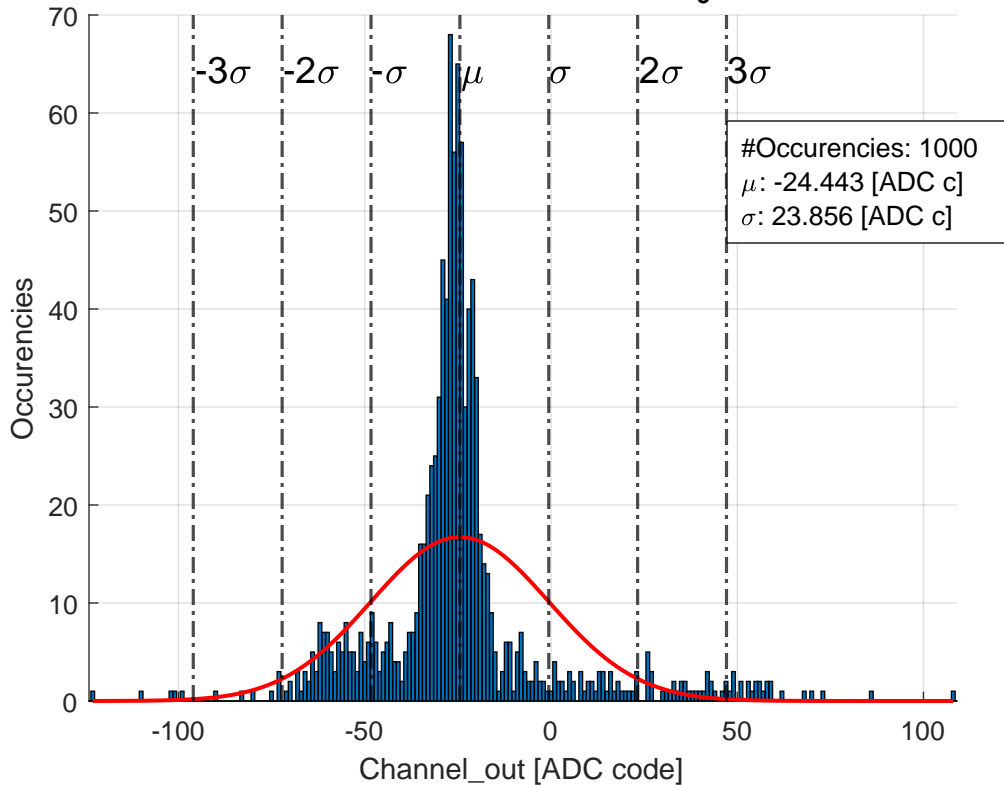 70
60
50
40
30
20
10
0
Occurencies
-3σ
-2σ
-σ
μ
σ
2σ
3σ
#Occurencies: 1000
μ: -24.443 [ADC c]
σ: 23.856 [ADC c]
-100
-50
0
50
100
Channel_out [ADC code]